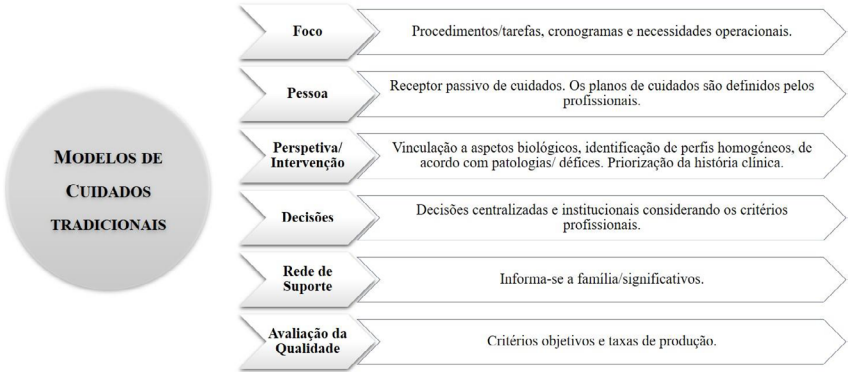 MODELOS DE
CUIDADOS
TRADICIONAIS
Foco
Procedimentos/tarefas, cronogramas e necessidades operacionais.
Pessoa
Receptor passivo de cuidados. Os planos de cuidados são definidos pelos
profissionais.
Perspetiva/
Intervenção
Vinculação a aspetos biológicos, identificação de perfis homogéneos, de
acordo com patologias/ défices. Priorização da história clínica.
Decisões
Decisões centralizadas e institucionais considerando os critérios
profissionais.
Rede de
Suporte
Informa-se a família/significativos.
Avaliação da
Qualidade
Critérios objetivos e taxas de produção.